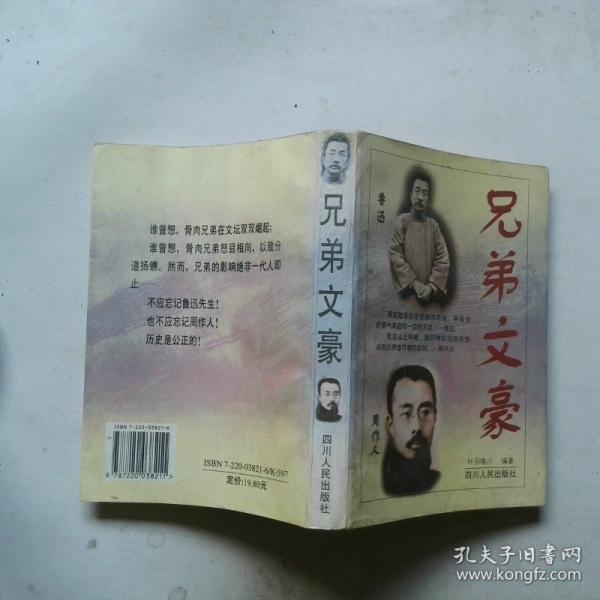 谁曾想，骨肉兄弟在文坛双双崛起；
谁曾想，骨肉兄弟怒目相向，以致分
道扬镳。然而，兄弟的影响绝非一代人即
止……
不应忘记鲁迅先生！
也不应忘记周作人！
历史是公正的！
ISBN 7-220-03821-6
9787220038211>
ISBN 7-220-03821-6/K·597
定价:19.80元
兄弟文豪
四川人民出版社
鲁迅
兄弟文豪
周作人
编著
四川人民出版社
孔夫子旧书网
www.kongfz.com